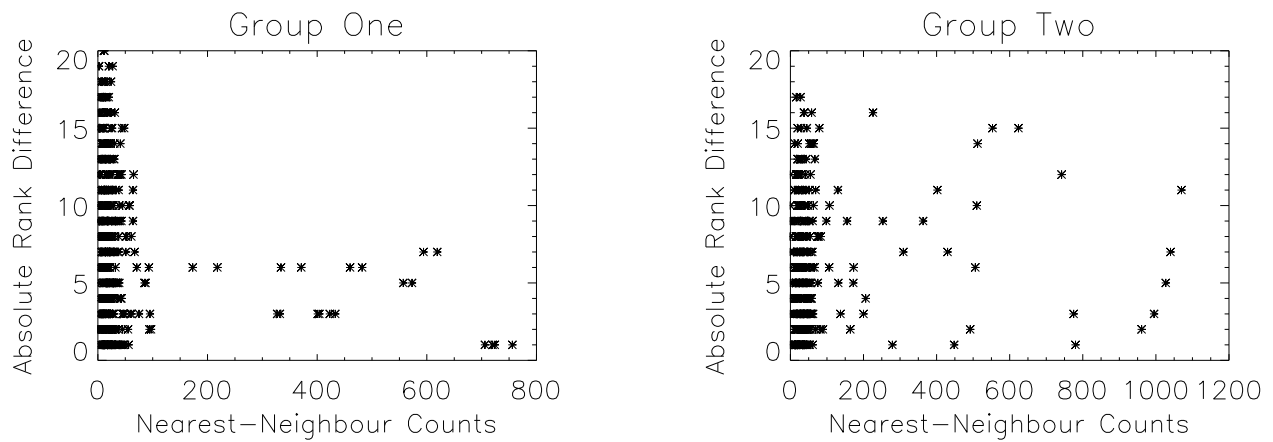 Group One
Absolute Rank Difference
20
15
10
5
0
0 200 400 600 800
Nearest-Neighbour Counts
Group Two
Absolute Rank Difference
20
15
10
5
0
0 200 400 600 800 1000 1200
Nearest-Neighbour Counts